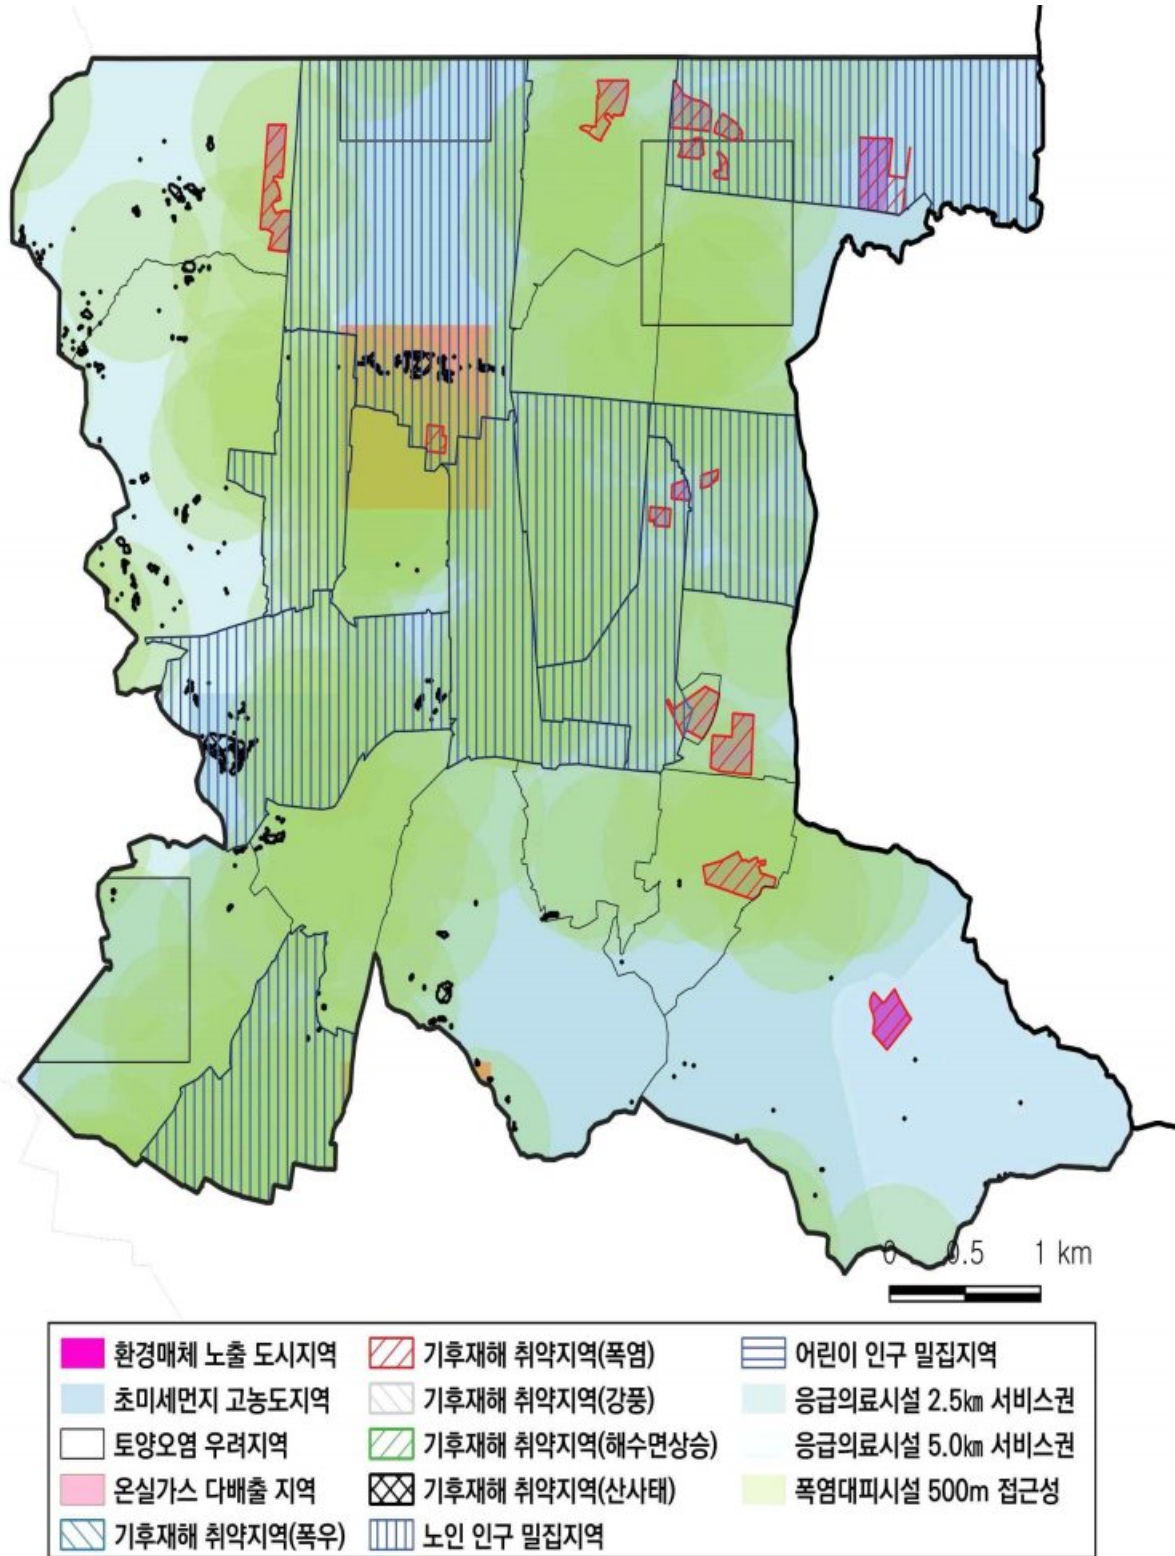 0 0.5 1 km
환경매체 노출 도시지역
기후재해 취약지역(폭염)
어린이 인구 밀집지역
초미세먼지 고농도지역
기후재해 취약지역(강풍)
응급의료시설 2.5㎞ 서비스권
토양오염 우려지역
기후재해 취약지역(해수면상승)
응급의료시설 5.0㎞ 서비스권
온실가스 다배출 지역
기후재해 취약지역(산사태)
폭염대피시설 500m 접근성
기후재해 취약지역(폭우)
노인 인구 밀집지역